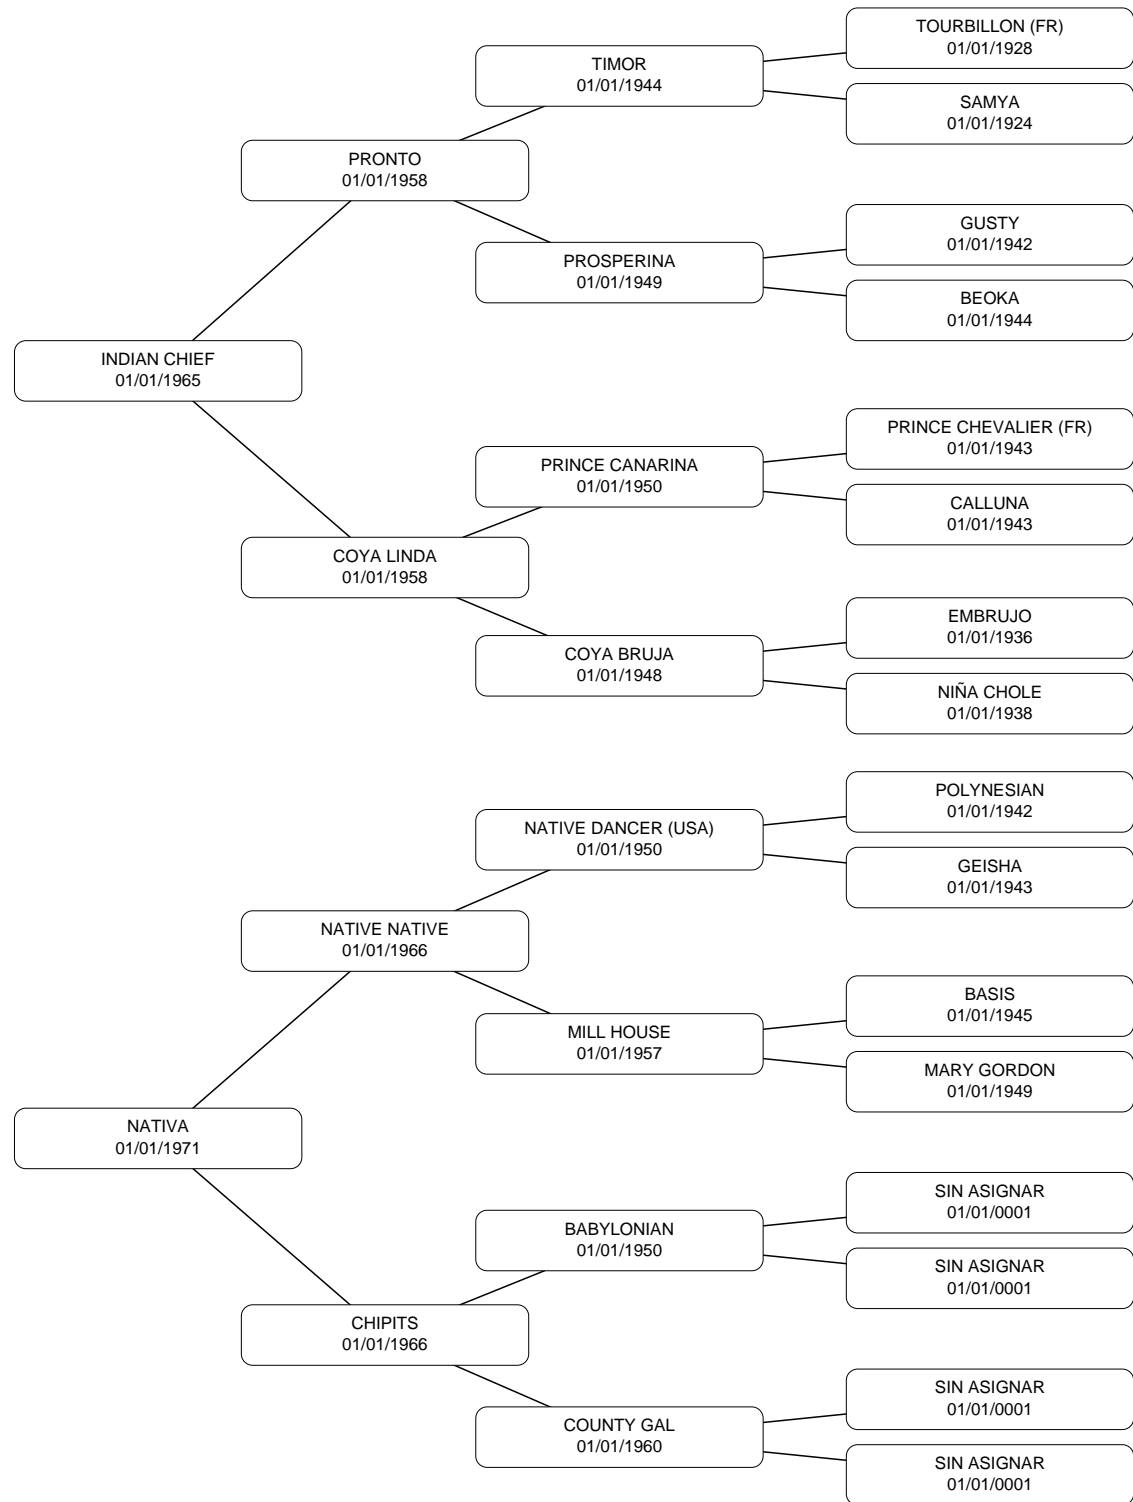 TOURBILLON (FR)
01/01/1928
TIMOR
01/01/1944
SAMYA
01/01/1924
PRONTO
01/01/1958
GUSTY
01/01/1942
PROSPERINA
01/01/1949
BEOKA
01/01/1944
INDIAN CHIEF
01/01/1965
PRINCE CHEVALIER (FR)
01/01/1943
PRINCE CANARINA
01/01/1950
CALLUNA
01/01/1943
COYA LINDA
01/01/1958
EMBRUJO
01/01/1936
COYA BRUJA
01/01/1948
NIÑA CHOLE
01/01/1938
POLYNESIAN
01/01/1942
NATIVE DANCER (USA)
01/01/1950
GEISHA
01/01/1943
NATIVE NATIVE
01/01/1966
BASIS
01/01/1945
MILL HOUSE
01/01/1957
MARY GORDON
01/01/1949
NATIVA
01/01/1971
SIN ASIGNAR
01/01/0001
BABYLONIAN
01/01/1950
SIN ASIGNAR
01/01/0001
CHIPITS
01/01/1966
SIN ASIGNAR
01/01/0001
COUNTY GAL
01/01/1960
SIN ASIGNAR
01/01/0001